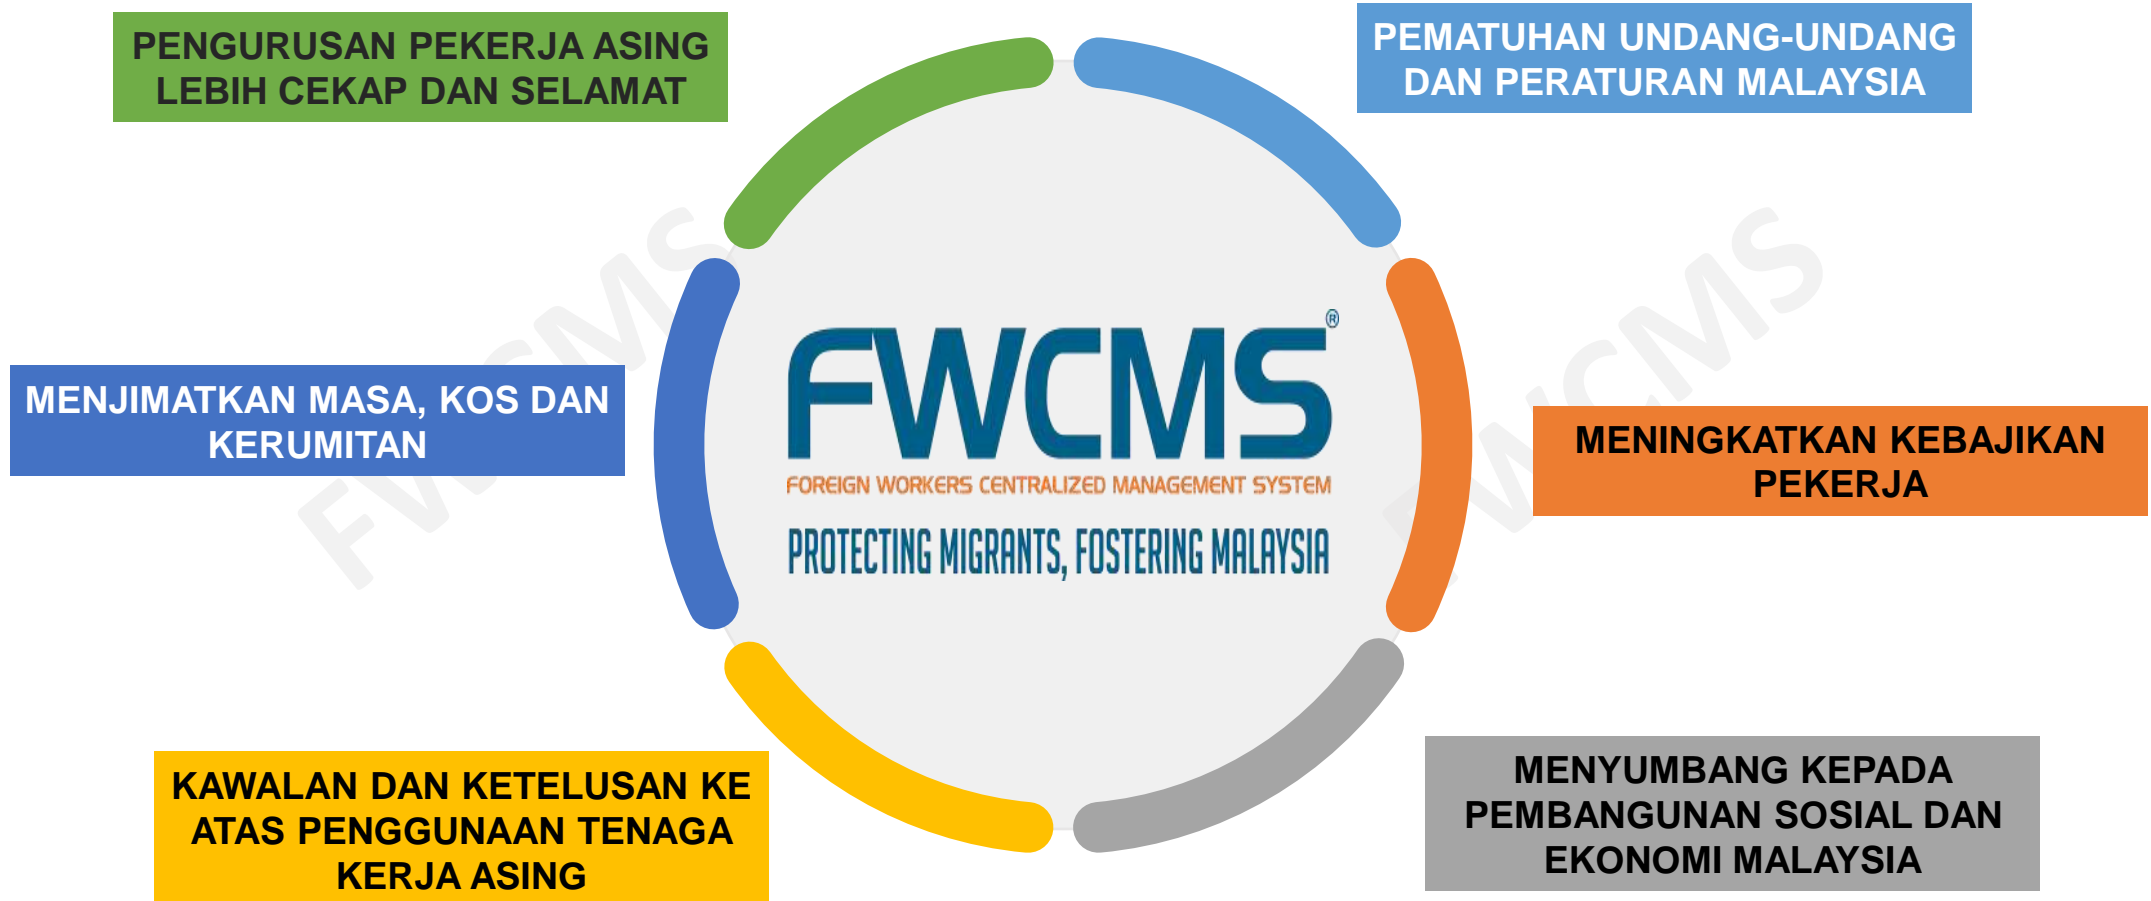 PENGURUSAN PEKERJA ASING
LEBIH CEKAP DAN SELAMAT
PEMATUHAN UNDANG-UNDANG
DAN PERATURAN MALAYSIA
MENJIMATKAN MASA, KOS DAN
KERUMITAN
FWCMS®
FOREIGN WORKERS CENTRALIZED MANAGEMENT SYSTEM
PROTECTING MIGRANTS, FOSTERING MALAYSIA
MENINGKATKAN KEBAJIKAN
PEKERJA
KAWALAN DAN KETELUSAN KE
ATAS PENGGUNAAN TENAGA
KERJA ASING
MENYUMBANG KEPADA
PEMBANGUNAN SOSIAL DAN
EKONOMI MALAYSIA
FWCMS
FWCMS